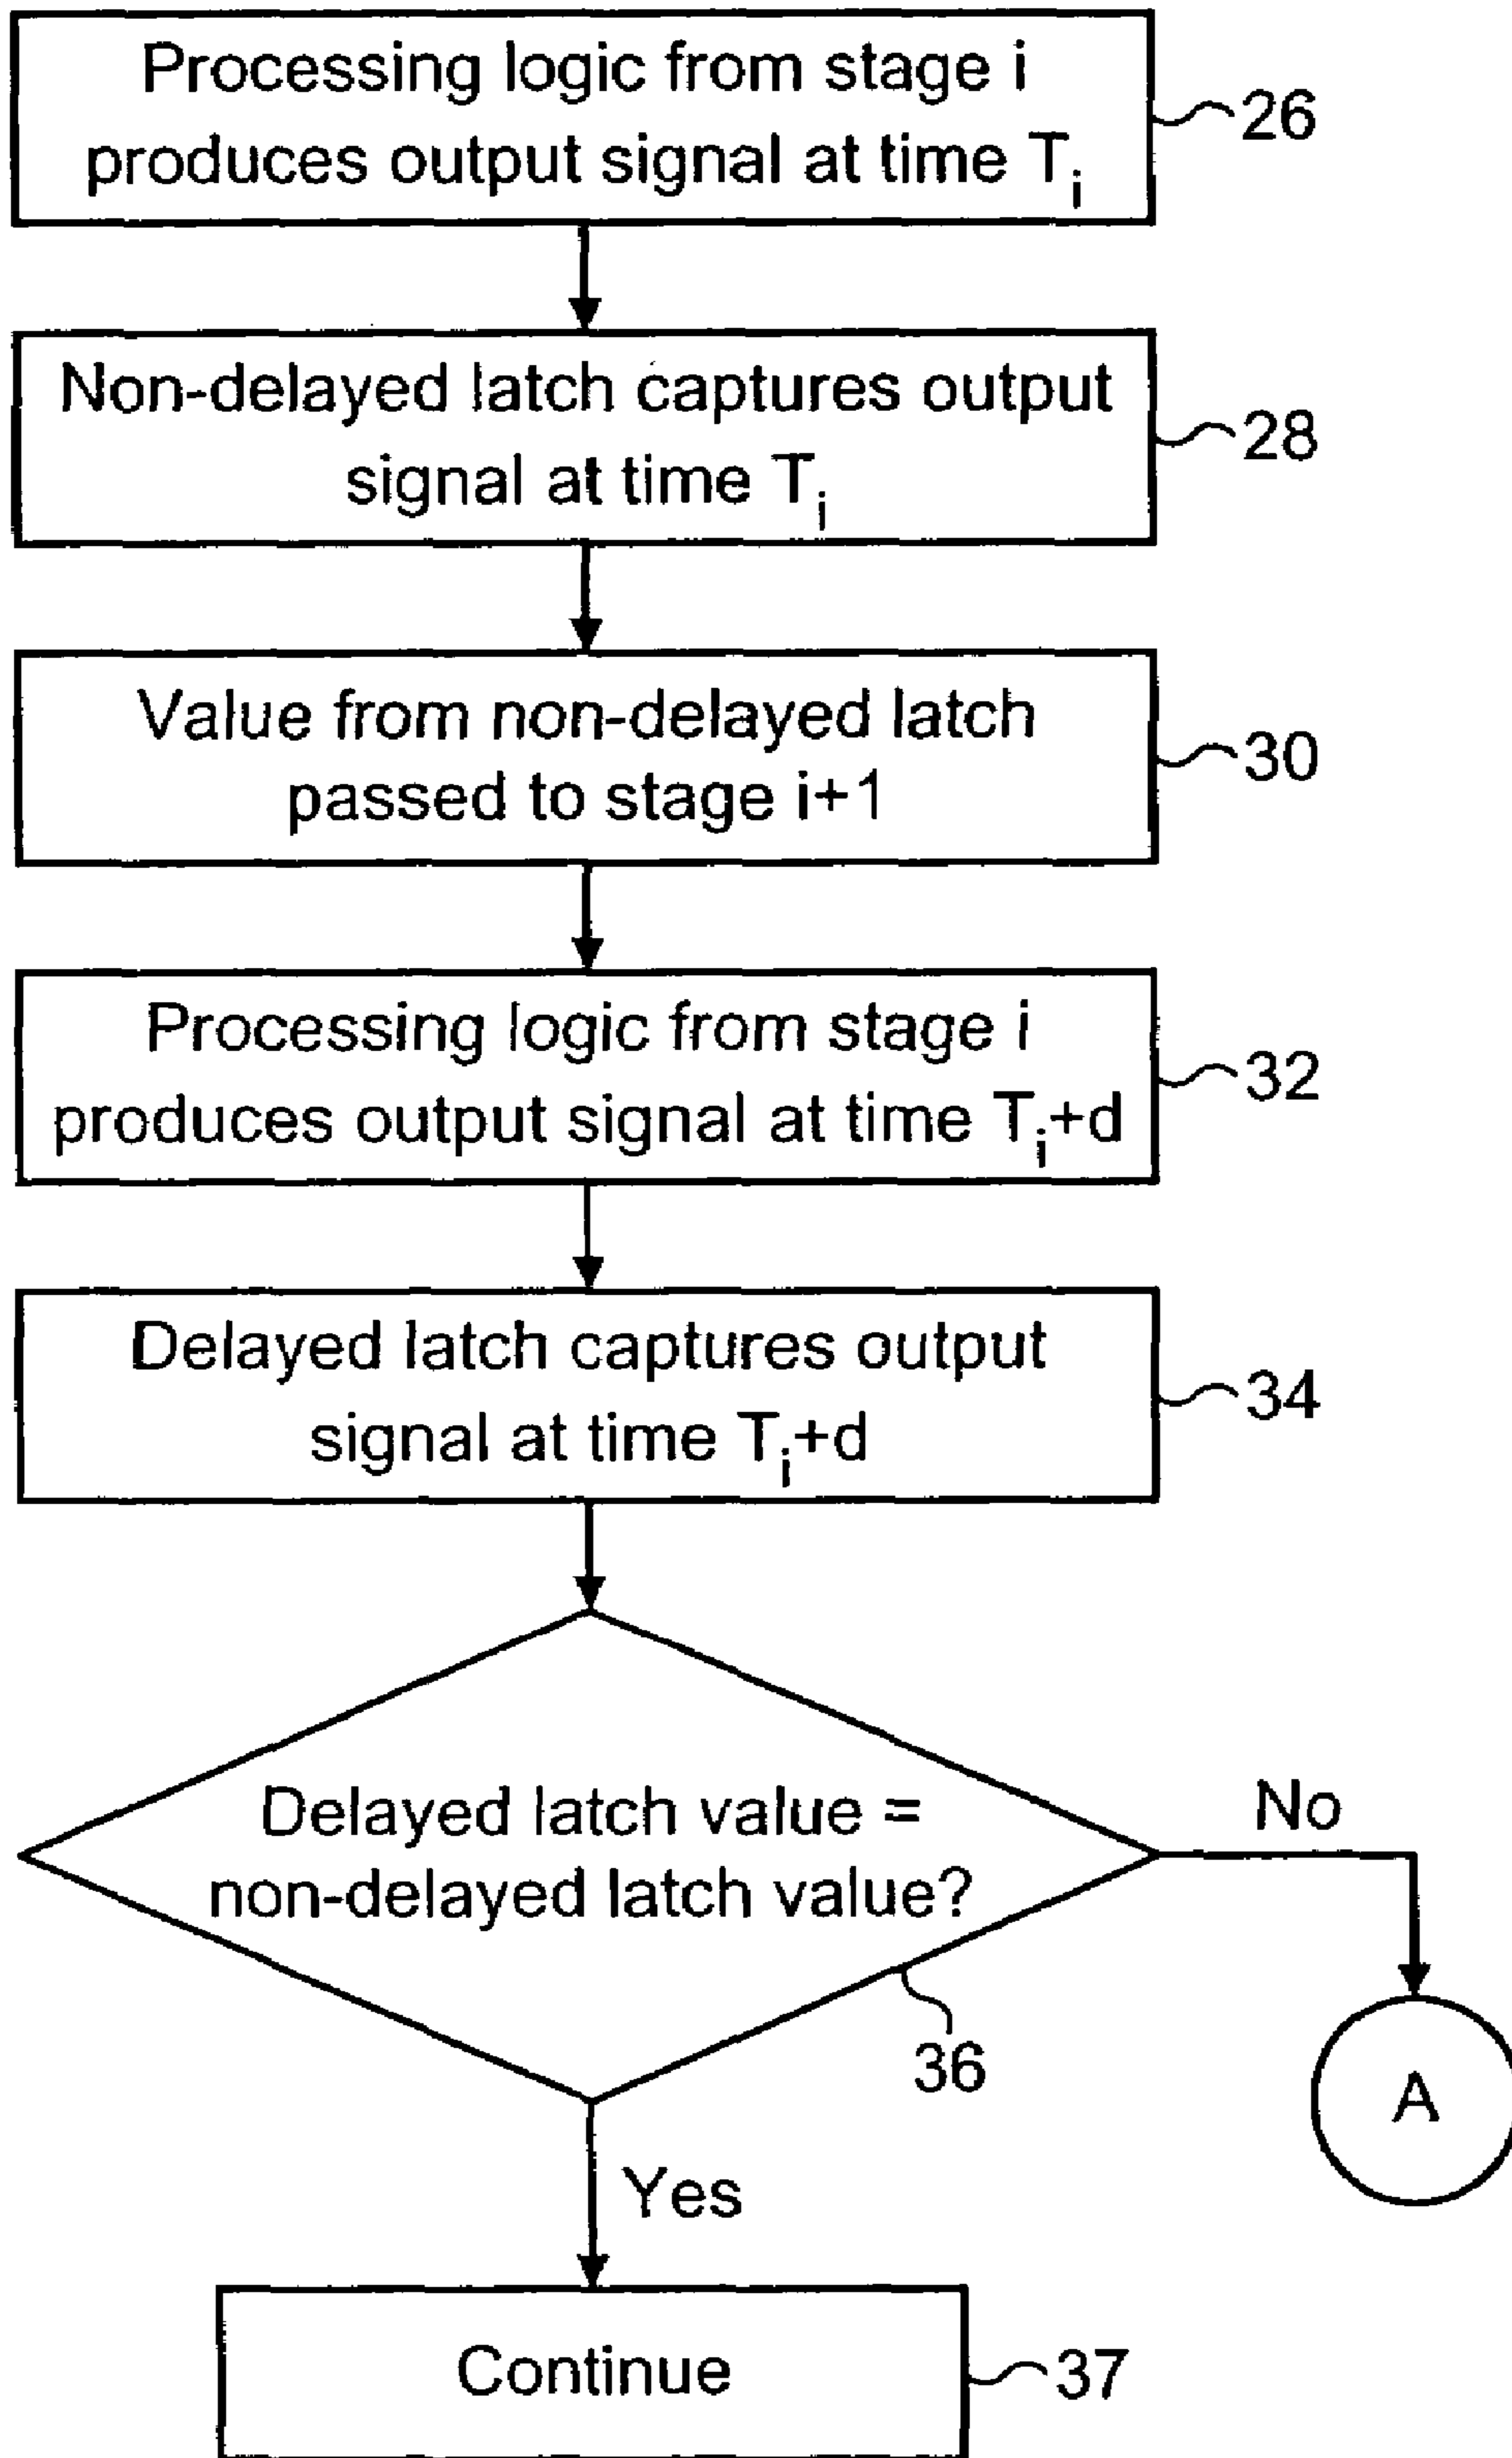 Processing logic from stage i
produces output signal at time Tᵢ
26
Non-delayed latch captures output
signal at time Tᵢ
28
Value from non-delayed latch
passed to stage i+1
30
Processing logic from stage i
produces output signal at time Tᵢ+d
32
Delayed latch captures output
signal at time Tᵢ+d
34
Delayed latch value =
non-delayed latch value?
36
No
A
Yes
Continue
37